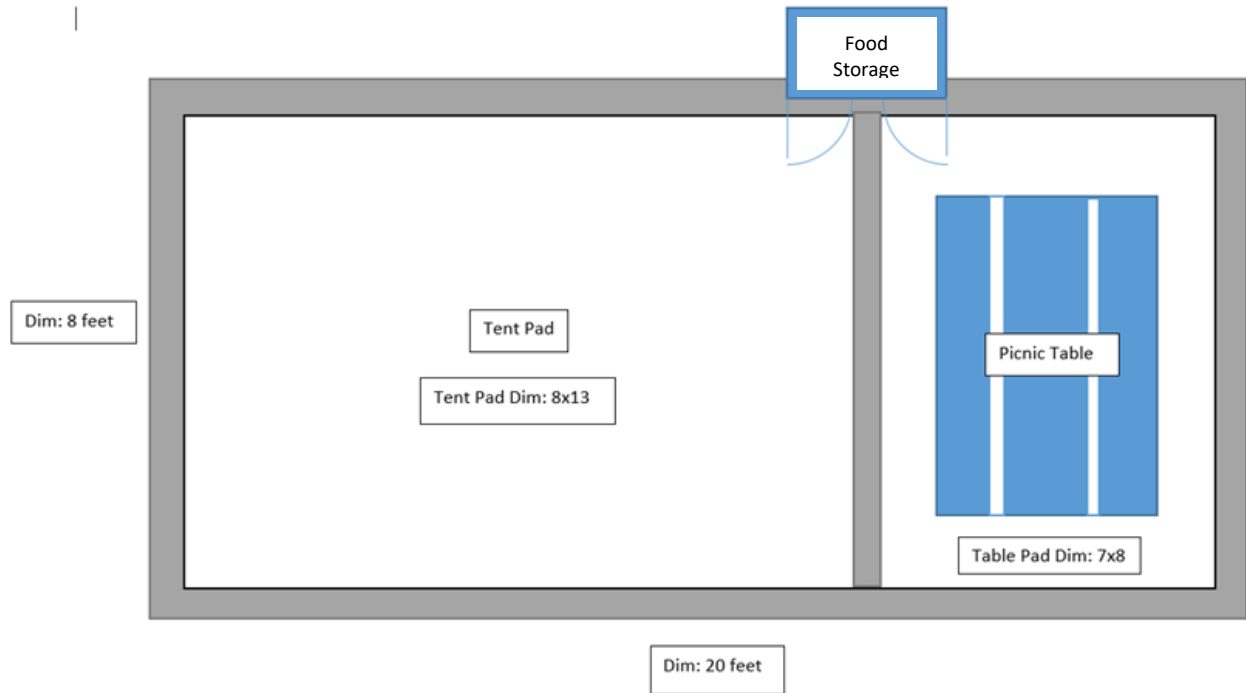 Food
Storage
Dim: 8 feet
Tent Pad
Tent Pad Dim: 8x13
Picnic Table
Table Pad Dim: 7x8
Dim: 20 feet